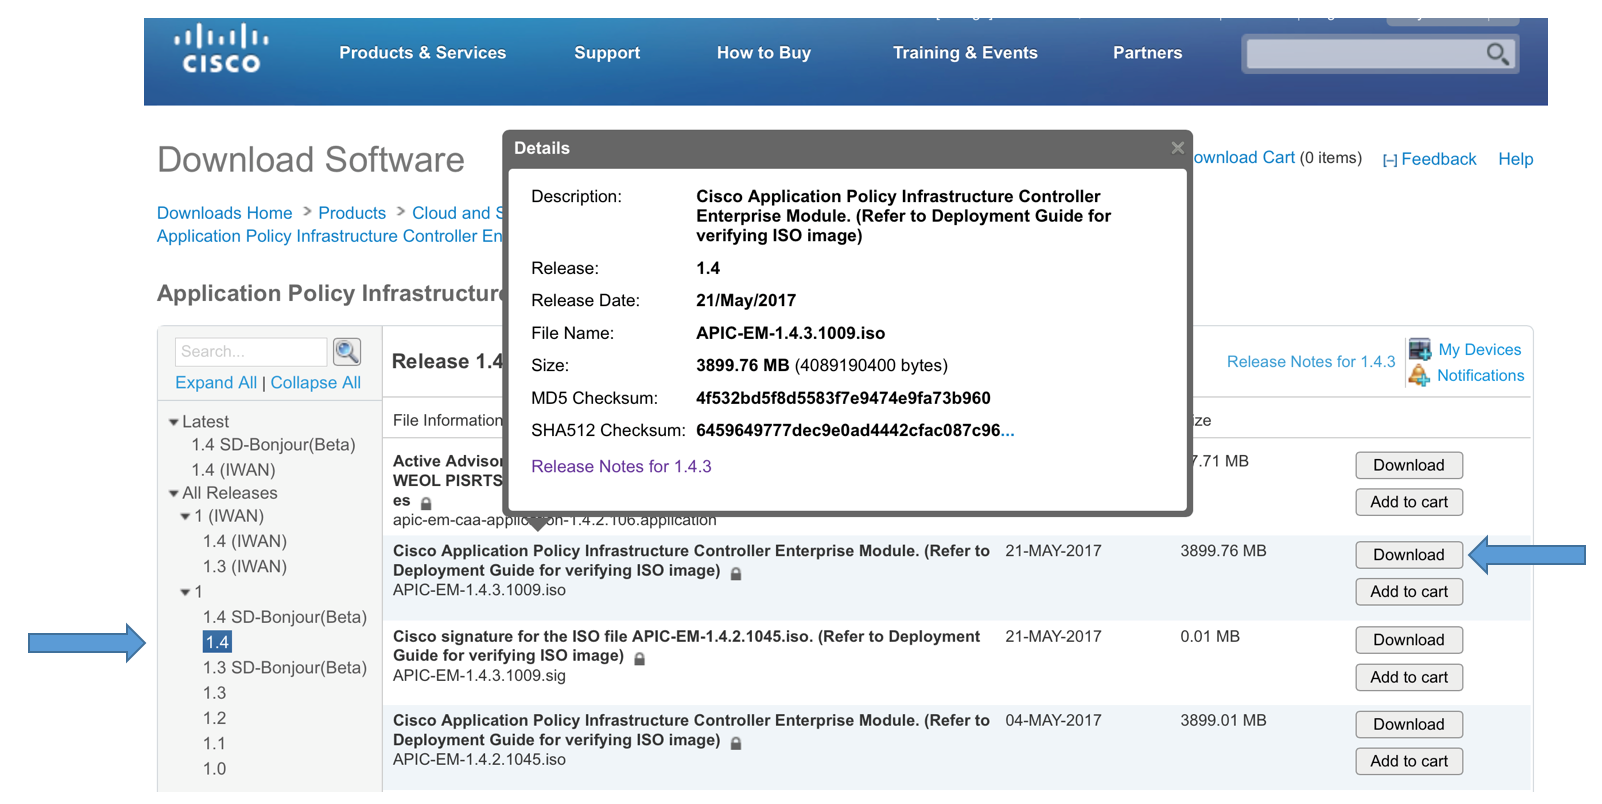 CISCO
Products & Services
Support
How to Buy
Training & Events
Partners
Download Software
ownload Cart (0 items)
[–] Feedback
Help
Downloads Home > Products > Cloud and S
Application Policy Infrastructure Controller En
Application Policy Infrastructure
Details
Description: Cisco Application Policy Infrastructure Controller
Enterprise Module. (Refer to Deployment Guide for
verifying ISO image)
Release: 1.4
Release Date: 21/May/2017
File Name: APIC-EM-1.4.3.1009.iso
Size: 3899.76 MB (4089190400 bytes)
MD5 Checksum: 4f532bd5f8d5583f7e9474e9fa73b960
SHA512 Checksum: 6459649777dec9e0ad4442cfac087c96...
Release Notes for 1.4.3
Search...
Expand All | Collapse All
Latest
1.4 SD-Bonjour(Beta)
1.4 (IWAN)
All Releases
1 (IWAN)
1.4 (IWAN)
1.3 (IWAN)
1
1.4 SD-Bonjour(Beta)
1.4
1.3 SD-Bonjour(Beta)
1.3
1.2
1.1
1.0
Release 1.4
Release Notes for 1.4.3
My Devices
Notifications
File Information
ize
Active Advisor
WEOL PISRTS
es
apic-em-caa-application-1.4.2.106.application
7.71 MB
Download
Add to cart
Cisco Application Policy Infrastructure Controller Enterprise Module. (Refer to
Deployment Guide for verifying ISO image)
APIC-EM-1.4.3.1009.iso
21-MAY-2017
3899.76 MB
Download
Add to cart
Cisco signature for the ISO file APIC-EM-1.4.2.1045.iso. (Refer to Deployment
Guide for verifying ISO image)
APIC-EM-1.4.3.1009.sig
21-MAY-2017
0.01 MB
Download
Add to cart
Cisco Application Policy Infrastructure Controller Enterprise Module. (Refer to
Deployment Guide for verifying ISO image)
APIC-EM-1.4.2.1045.iso
04-MAY-2017
3899.01 MB
Download
Add to cart